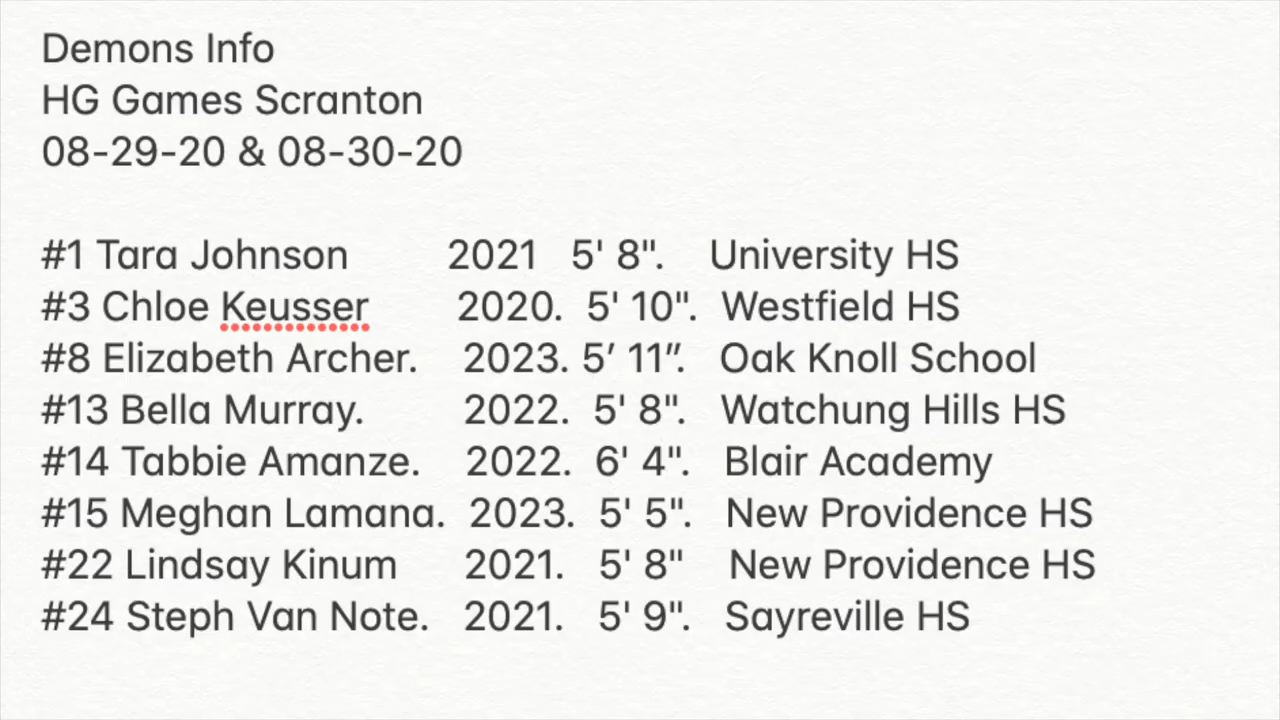 Demons Info
HG Games Scranton
08-29-20 & 08-30-20
#1 Tara Johnson 2021 5' 8". University HS
#3 Chloe Keusser 2020. 5' 10". Westfield HS
#8 Elizabeth Archer. 2023. 5’ 11”. Oak Knoll School
#13 Bella Murray. 2022. 5' 8". Watchung Hills HS
#14 Tabbie Amanze. 2022. 6' 4". Blair Academy
#15 Meghan Lamana. 2023. 5' 5". New Providence HS
#22 Lindsay Kinum 2021. 5' 8" New Providence HS
#24 Steph Van Note. 2021. 5' 9". Sayreville HS